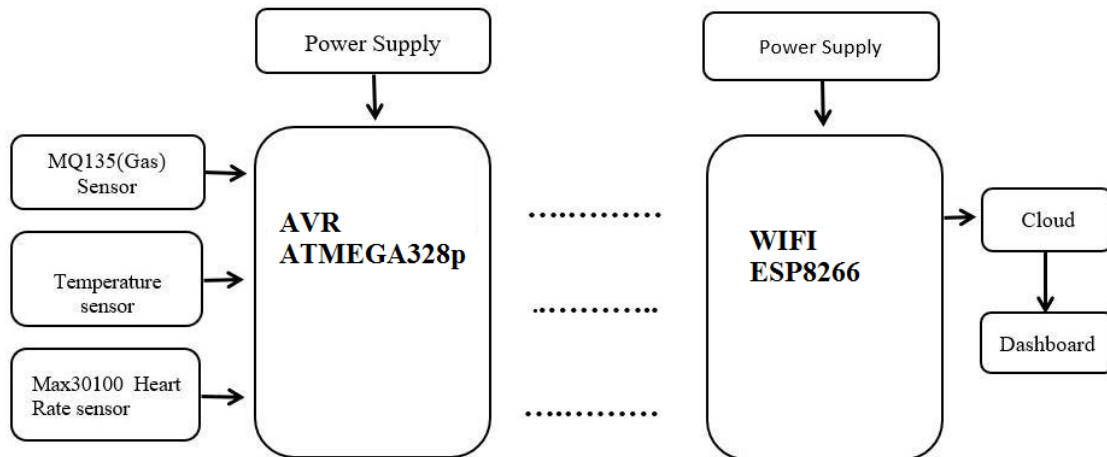 Power Supply
Power Supply
MQ135(Gas)
Sensor
AVR
ATMEGA328p
WIFI
ESP8266
Cloud
Temperature
sensor
Dashboard
Max30100 Heart
Rate sensor